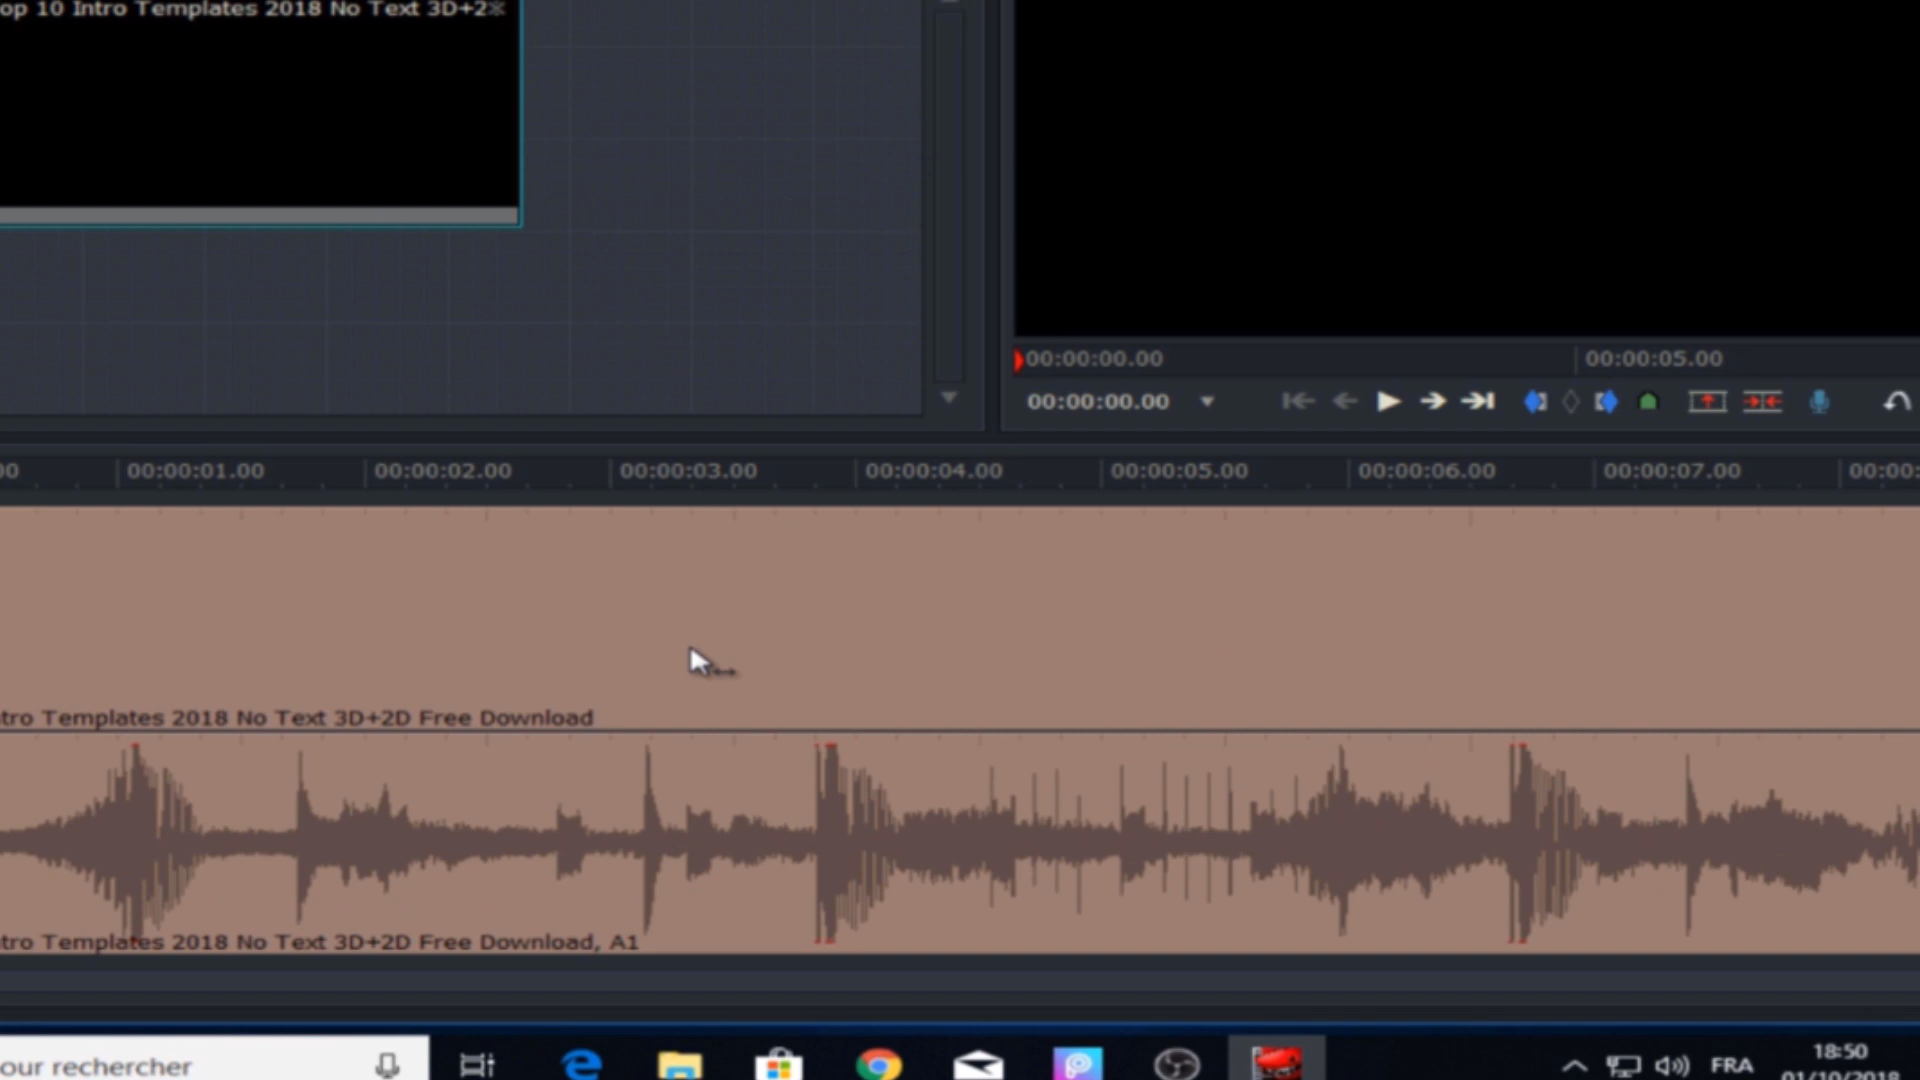 op 10 Intro Templates 2018 No Text 3D+2
00:00:00.00 00:00:05.00
00:00:00.00
00 00:00:01.00 00:00:02.00 00:00:03.00 00:00:04.00 00:00:05.00 00:00:06.00 00:00:07.00 00:00:
tro Templates 2018 No Text 3D+2D Free Download
tro Templates 2018 No Text 3D+2D Free Download, A1
our rechercher
FRA
18:50
01/10/2018